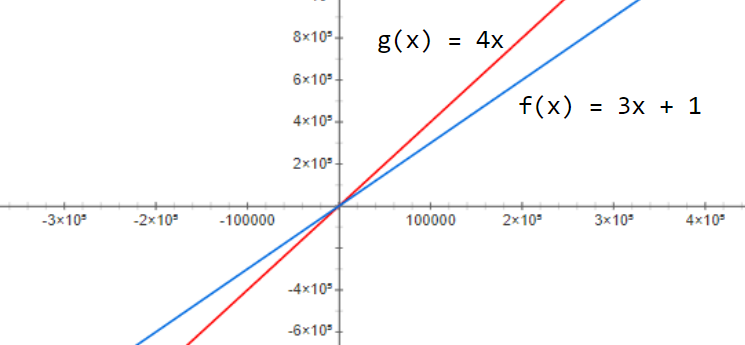 8×10⁵
g(x) = 4x
6×10⁵
f(x) = 3x + 1
4×10⁵
2×10⁵
-3×10⁵ -2×10⁵ -100000 100000 2×10⁵ 3×10⁵ 4×10⁵
-4×10⁵
-6×10⁵